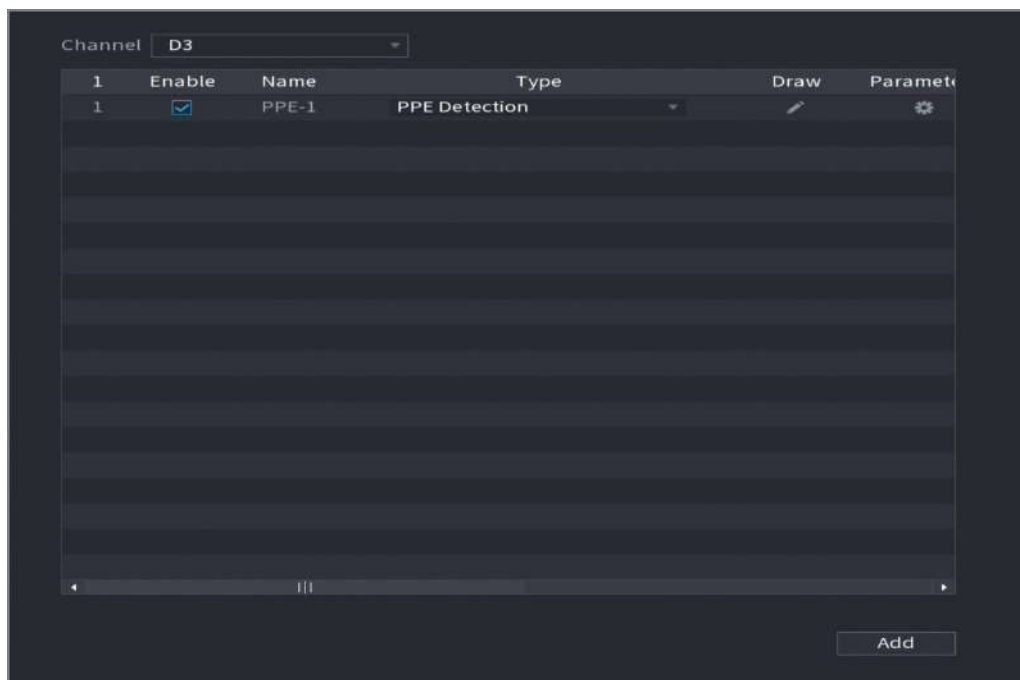 Channel D3
1 Enable Name Type Draw Paramet
1 PPE-1 PPE Detection
Add